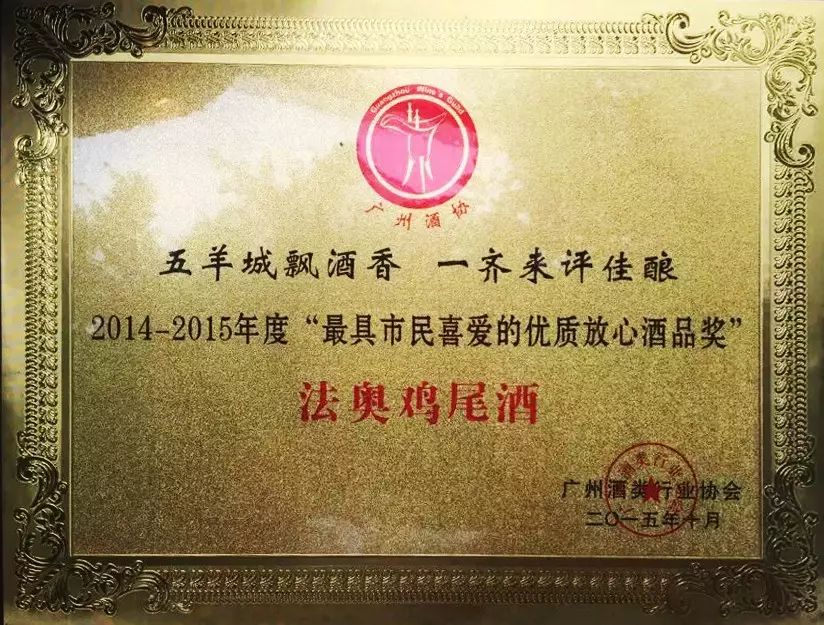 Guangzhou Wine's Guild
广州酒协
五羊城飘酒香 一齐来评佳酿
2014-2015年度“最具市民喜爱的优质放心酒品奖”
法奥鸡尾酒
广州酒类行业协会
二〇一五年十月